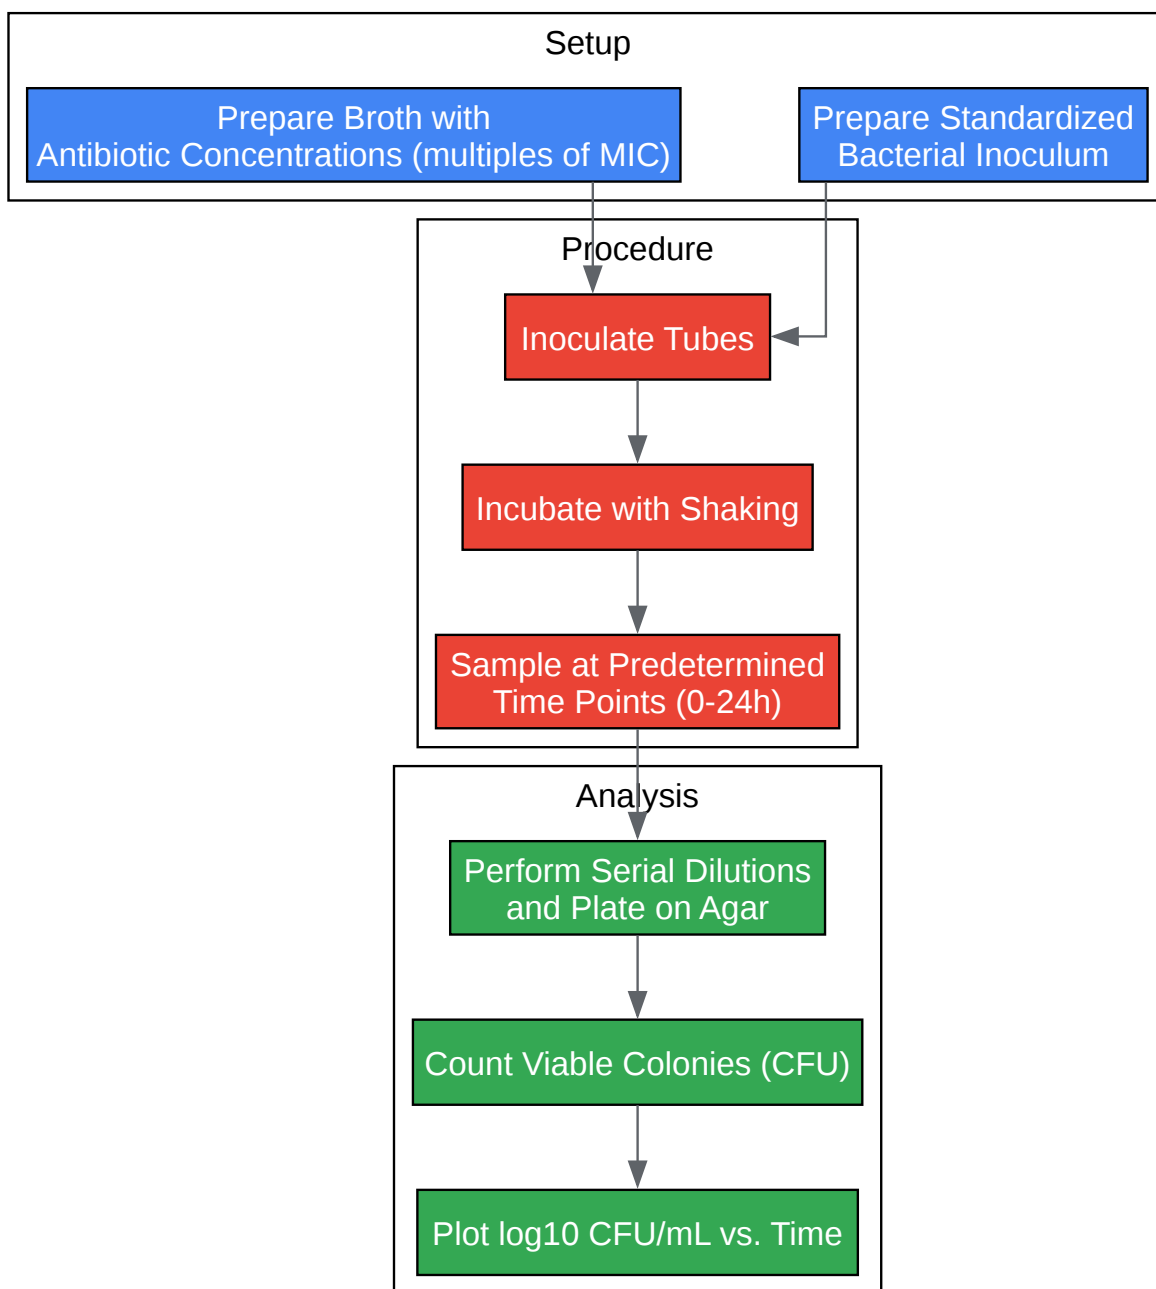 Setup
Prepare Broth with
Antibiotic Concentrations (multiples of MIC)
Prepare Standardized
Bacterial Inoculum
Procedure
Inoculate Tubes
Incubate with Shaking
Sample at Predetermined
Time Points (0-24h)
Analysis
Perform Serial Dilutions
and Plate on Agar
Count Viable Colonies (CFU)
Plot log10 CFU/mL vs. Time